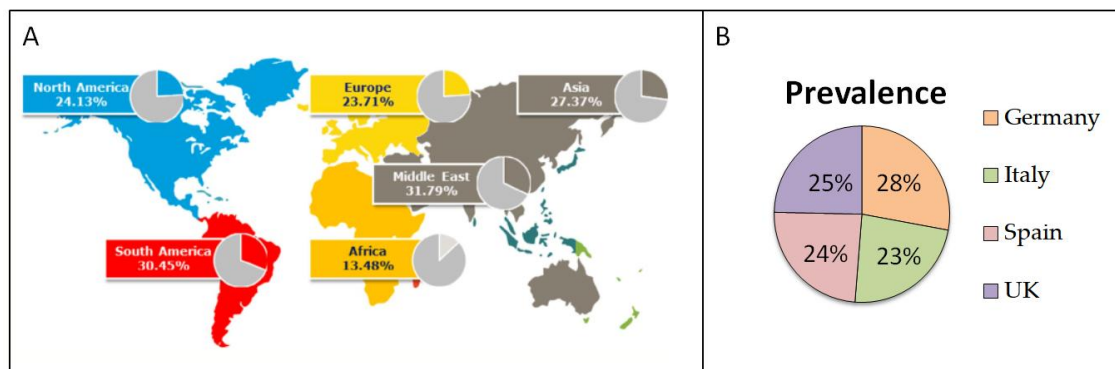 A
North America
24.13%
Europe
23.71%
Asia
27.37%
Middle East
31.79%
South America
30.45%
Africa
13.48%
B
Prevalence
25%
28%
24%
23%
Germany
Italy
Spain
UK